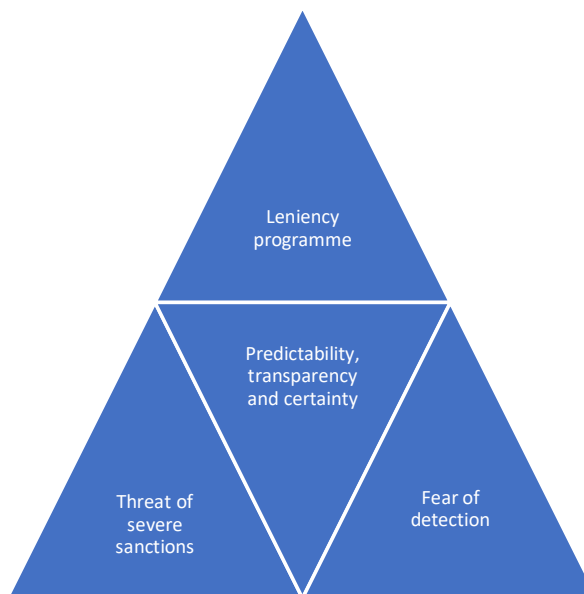 Leniency
programme
Predictability,
transparency
and certainty
Threat of
severe
sanctions
Fear of
detection